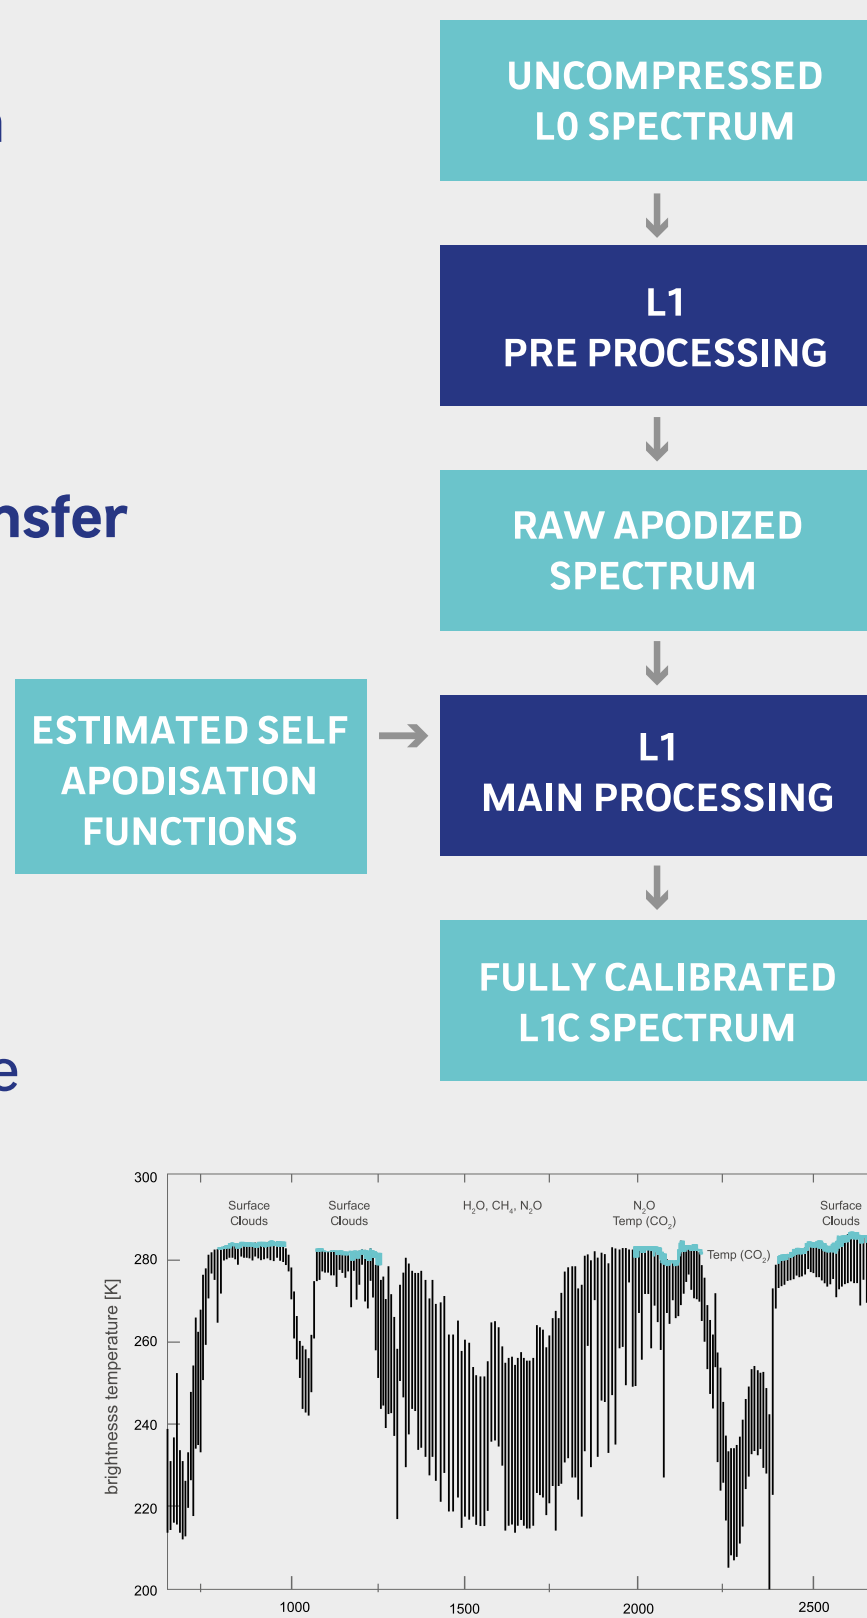 UNCOMPRESSED
L0 SPECTRUM
L1
PRE PROCESSING
nsfer
RAW APODIZED
SPECTRUM
ESTIMATED SELF
APODISATION
FUNCTIONS
L1
MAIN PROCESSING
FULLY CALIBRATED
L1C SPECTRUM
e
300
280
260
240
220
200
brightnesss temperature [K]
Surface
Clouds
Surface
Clouds
H₂O, CH₄, N₂O
N₂O
Temp (CO₂)
Temp (CO₂)
Surface
Clouds
1000
1500
2000
2500